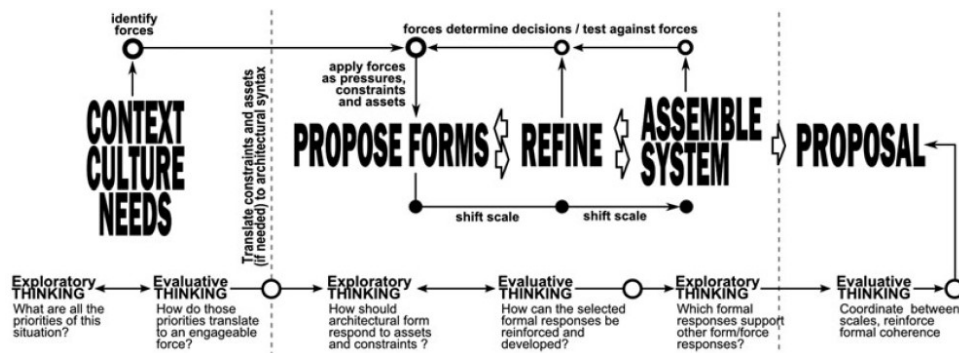 identify
forces
forces determine decisions / test against forces
apply forces
as pressures,
constraints
and assets
CONTEXT
CULTURE
NEEDS
Translate constraints and assets
(if needed) to architectural syntax
PROPOSE FORMS
REFINE
ASSEMBLE
SYSTEM
PROPOSAL
shift scale
shift scale
Exploratory
THINKING
What are all the
priorities of this
situation?
Evaluative
THINKING
How do those
priorities translate
to an engageable
force?
Exploratory
THINKING
How should
architectural form
respond to assets
and constraints ?
Evaluative
THINKING
How can the selected
formal responses be
reinforced and
developed?
Exploratory
THINKING
Which formal
responses support
other form/force
responses?
Evaluative
THINKING
Coordinate between
scales, reinforce
formal coherence